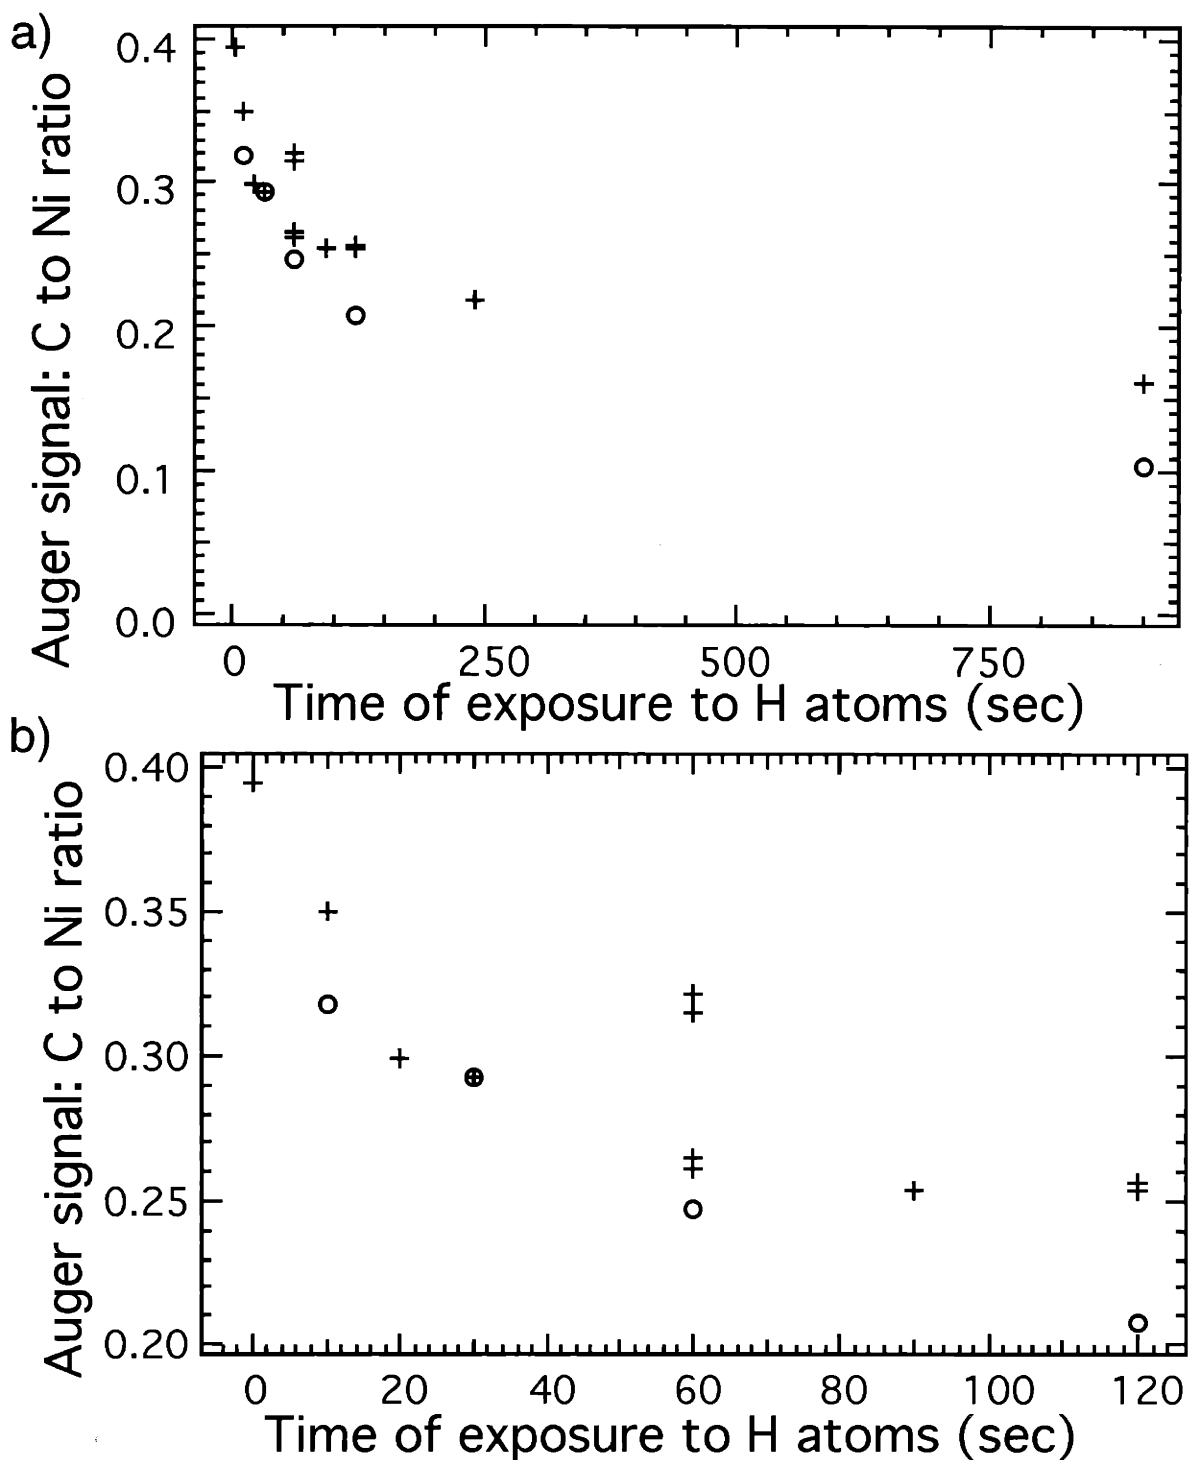 a)
Auger signal: C to Ni ratio
0.4
0.3
0.2
0.1
0.0
0 250 500 750
Time of exposure to H atoms (sec)
b)
Auger signal: C to Ni ratio
0.40
0.35
0.30
0.25
0.20
0 20 40 60 80 100 120
Time of exposure to H atoms (sec)